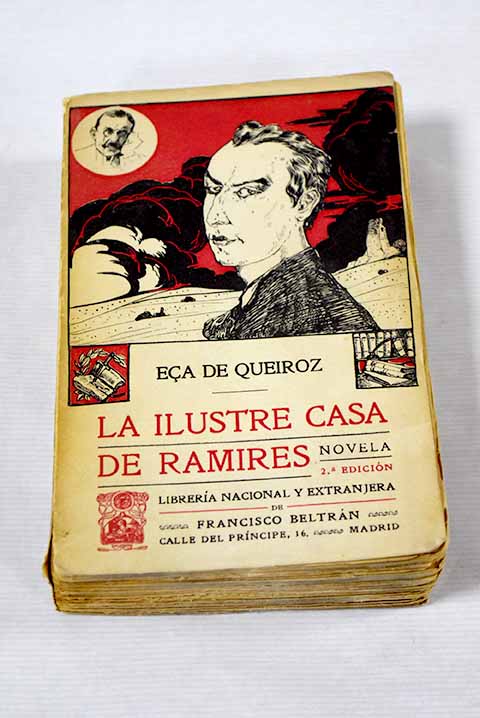 EÇA DE QUEIROZ
LA ILUSTRE CASA
DE RAMIRES NOVELA
2.ª EDICIÓN
LIBRERÍA NACIONAL Y EXTRANJERA
DE
FRANCISCO BELTRÁN
CALLE DEL PRÍNCIPE, 16, MADRID